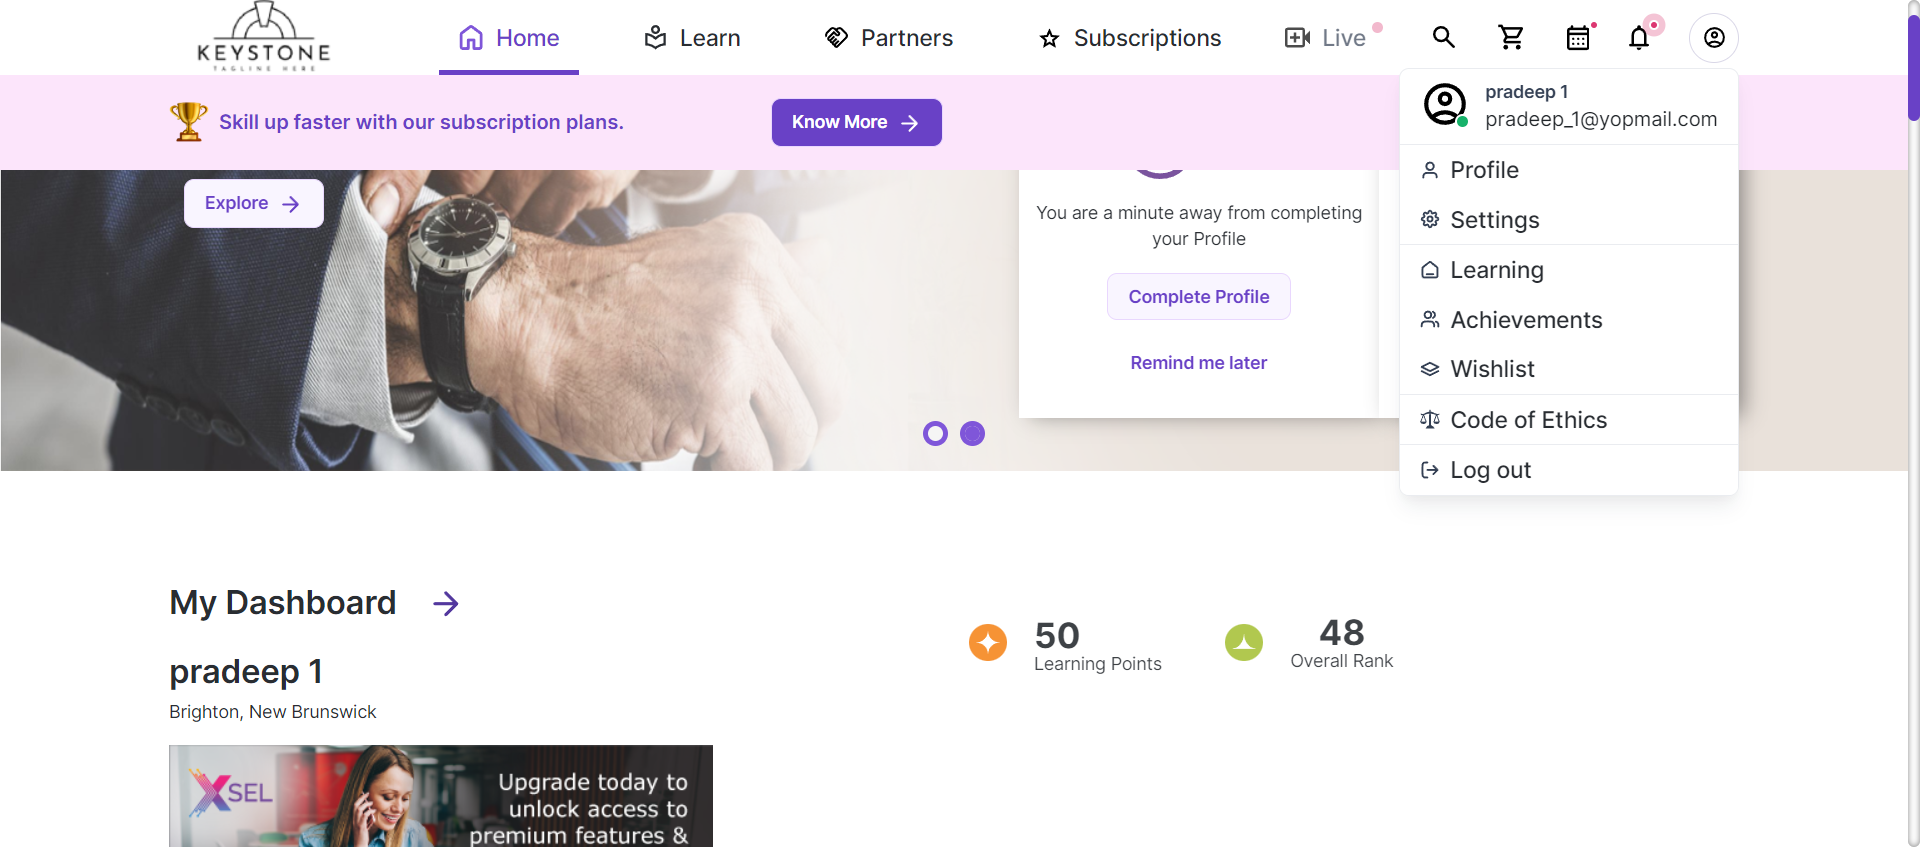 KEYSTONE
TAGLINE HERE
Home
Learn
Partners
Subscriptions
Live
Skill up faster with our subscription plans.
Know More
Explore
You are a minute away from completing
your Profile
Complete Profile
Remind me later
pradeep 1
pradeep_1@yopmail.com
Profile
Settings
Learning
Achievements
Wishlist
Code of Ethics
Log out
My Dashboard
50
Learning Points
48
Overall Rank
pradeep 1
Brighton, New Brunswick
XSEL
Upgrade today to
unlock access to
premium features &